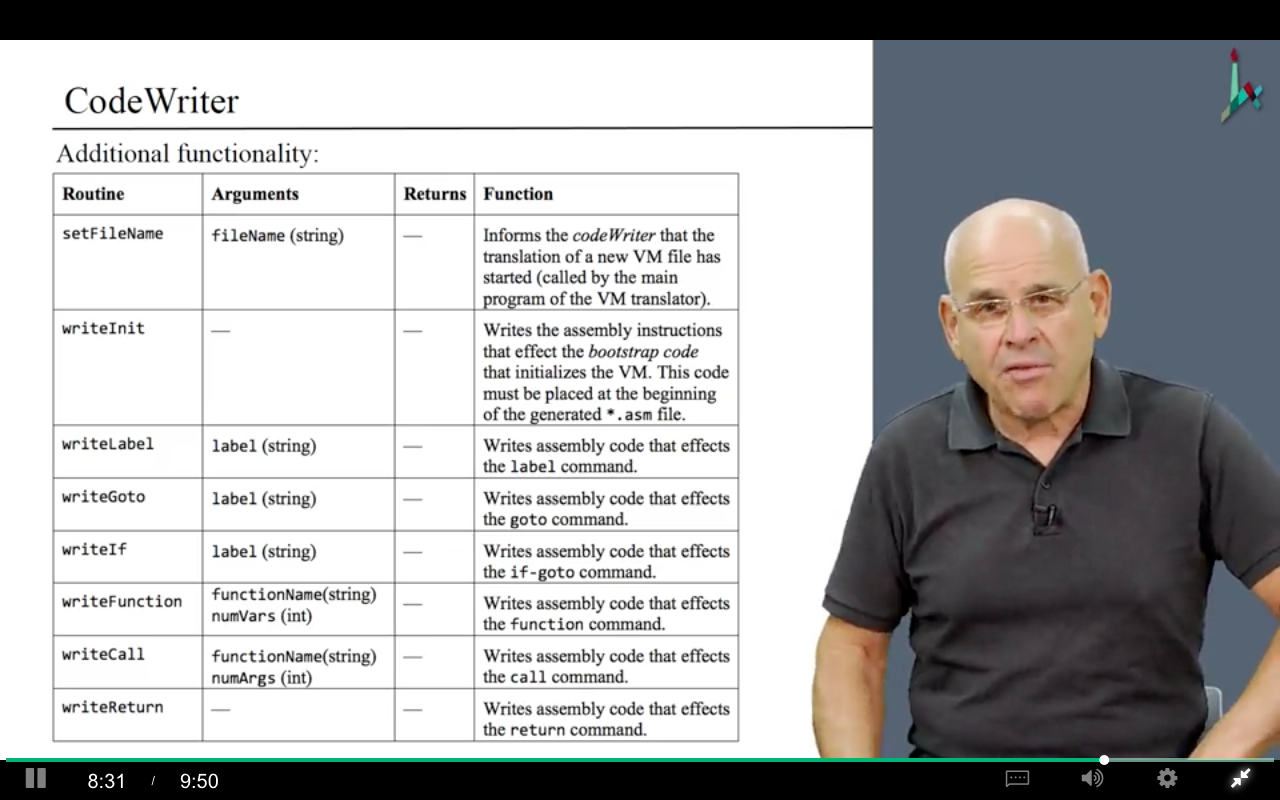 CodeWriter
Additional functionality:
Routine Arguments Returns Function
setFileName fileName (string) — Informs the codeWriter that the
translation of a new VM file has
started (called by the main
program of the VM translator).
writeInit — — Writes the assembly instructions
that effect the bootstrap code
that initializes the VM. This code
must be placed at the beginning
of the generated *.asm file.
writeLabel label (string) — Writes assembly code that effects
the label command.
writeGoto label (string) — Writes assembly code that effects
the goto command.
writeIf label (string) — Writes assembly code that effects
the if-goto command.
writeFunction functionName(string) — Writes assembly code that effects
numVars (int) the function command.
writeCall functionName(string) — Writes assembly code that effects
numArgs (int) the call command.
writeReturn — — Writes assembly code that effects
the return command.
8:31 / 9:50